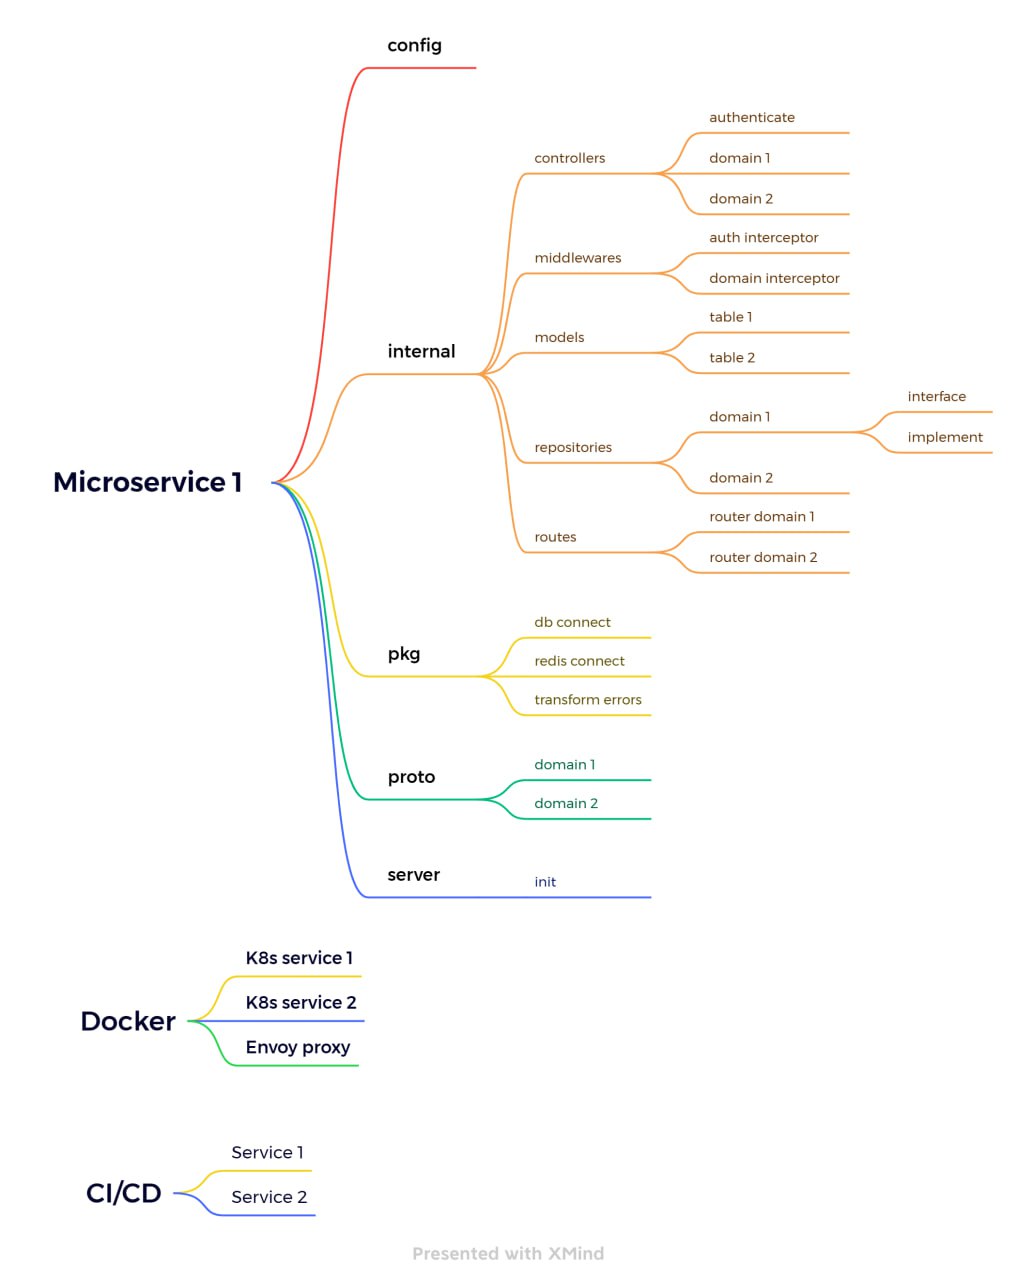 config
authenticate
controllers
domain 1
domain 2
auth interceptor
middlewares
domain interceptor
table 1
models
internal
table 2
interface
domain 1
implement
repositories
domain 2
Microservice 1
router domain 1
routes
router domain 2
db connect
pkg
redis connect
transform errors
domain 1
proto
domain 2
server
init
K8s service 1
K8s service 2
Docker
Envoy proxy
Service 1
CI/CD
Service 2
Presented with XMind